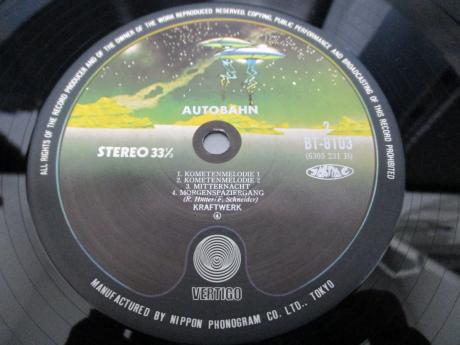 ALL RIGHTS OF THE RECORD PRODUCER AND OF THE OWNER OF THE WORK REPRODUCED RESERVED. COPYING, PUBLIC PERFORMANCE AND BROADCASTING OF THIS RECORD PROHIBITED
AUTOBAHN
STEREO 33⅓
2
BT-8103
(6305 231 B)
1. KOMETENMELODIE 1
2. KOMETENMELODIE 2
3. MITTERNACHT
4. MORGENSPAZIERGANG
(R. Hütter/F. Schneider)
KRAFTWERK
VERTIGO
MANUFACTURED BY NIPPON PHONOGRAM CO. LTD., TOKYO